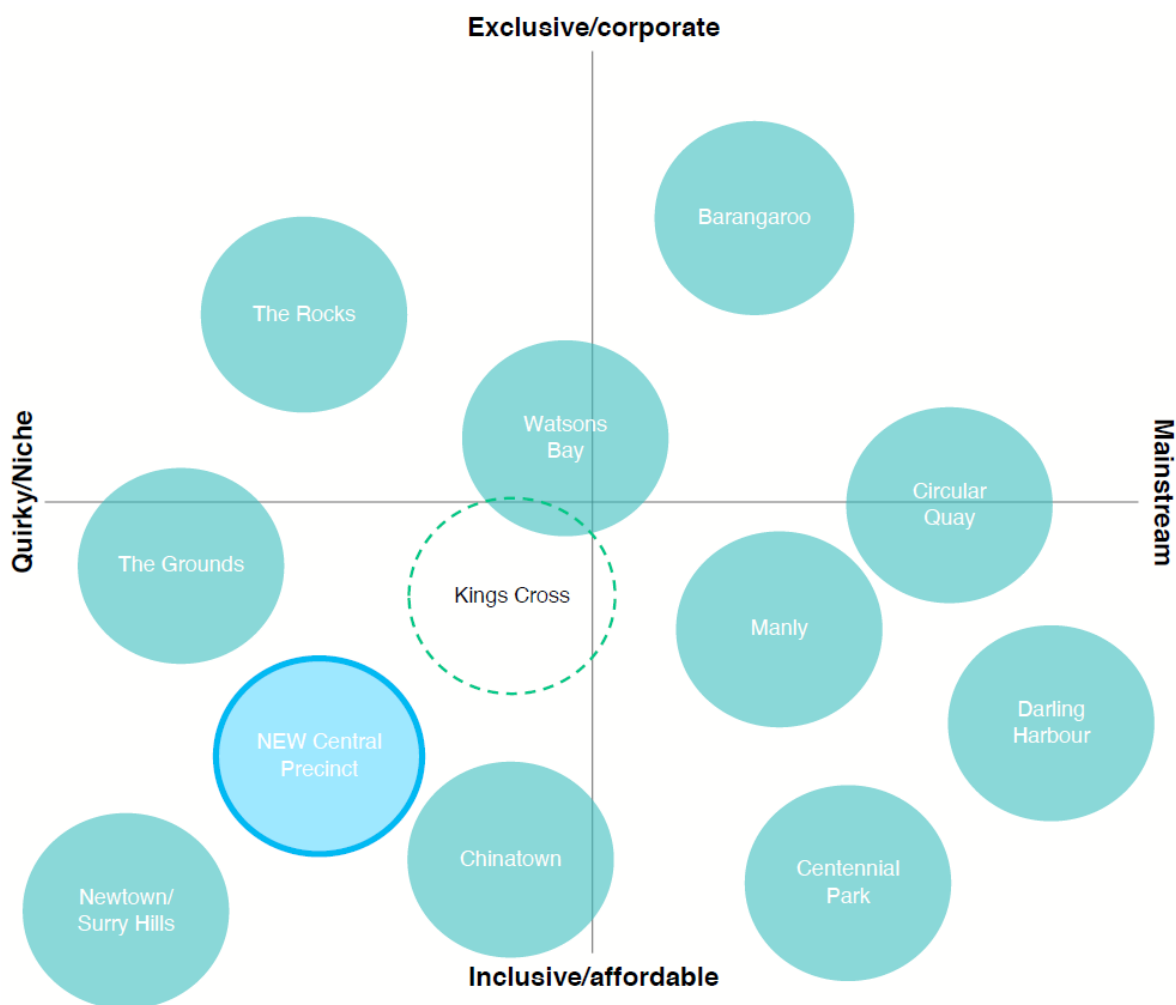 Exclusive/corporate
Barangaroo
The Rocks
Watsons
Bay
Quirky/Niche
Mainstream
Circular
Quay
The Grounds
Kings Cross
Manly
Darling
Harbour
NEW Central
Precinct
Chinatown
Centennial
Park
Newtown/
Surry Hills
Inclusive/affordable